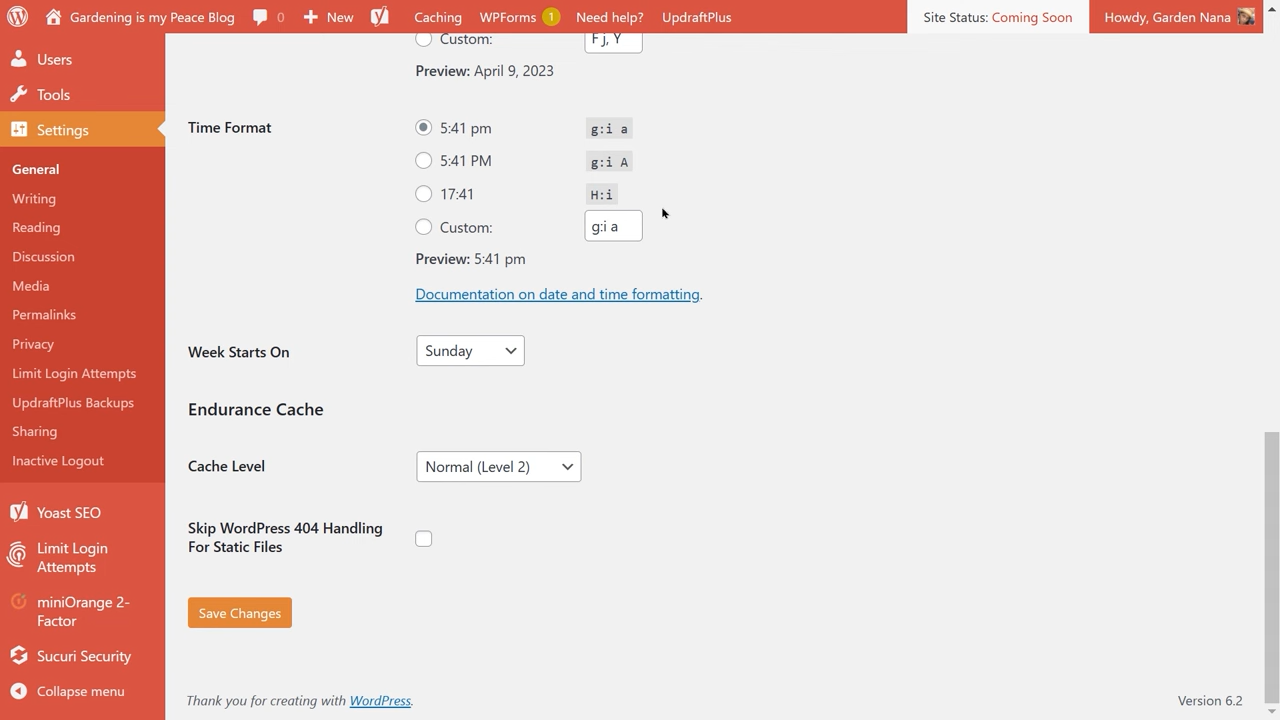 Gardening is my Peace Blog 0 New Caching WPForms 1 Need help? UpdraftPlus Site Status: Coming Soon Howdy, Garden Nana
Users
Tools
Settings
General
Writing
Reading
Discussion
Media
Permalinks
Privacy
Limit Login Attempts
UpdraftPlus Backups
Sharing
Inactive Logout
Yoast SEO
Limit Login
Attempts
miniOrange 2-
Factor
Sucuri Security
Collapse menu
Custom: F j, Y
Preview: April 9, 2023
Time Format
5:41 pm g:i a
5:41 PM g:i A
17:41 H:i
Custom: g:i a
Preview: 5:41 pm
Documentation on date and time formatting.
Week Starts On Sunday
Endurance Cache
Cache Level Normal (Level 2)
Skip WordPress 404 Handling
For Static Files
Save Changes
Thank you for creating with WordPress. Version 6.2